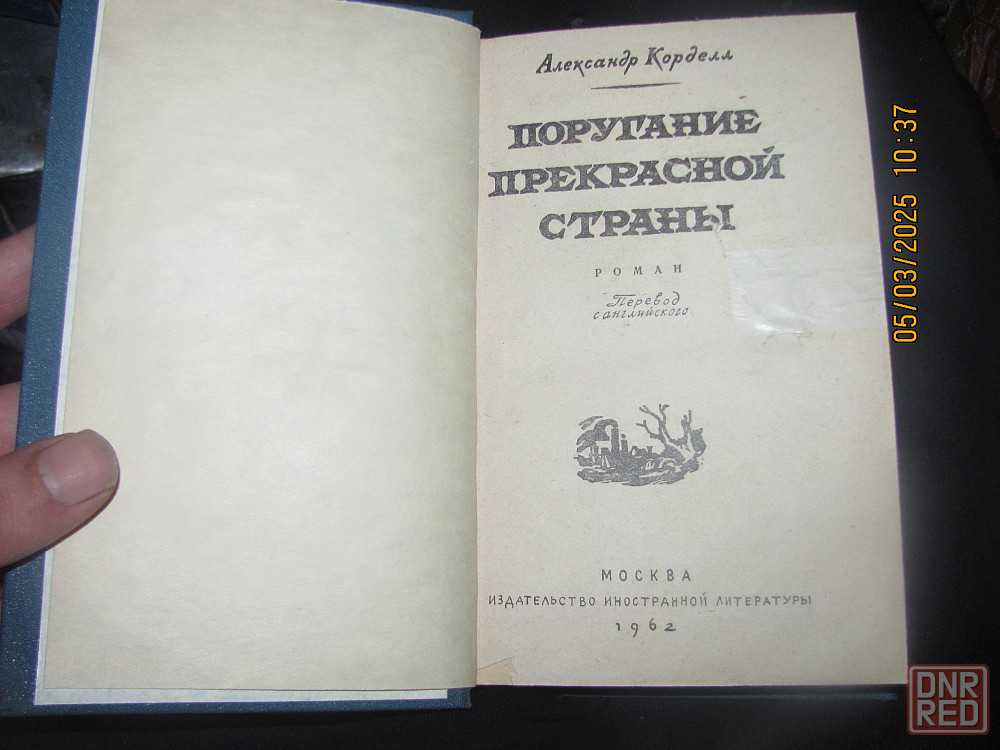 Александр Корделл
ПОРУГАНИЕ
ПРЕКРАСНОЙ
СТРАНЫ
РОМАН
Перевод
с английского
МОСКВА
ИЗДАТЕЛЬСТВО ИНОСТРАННОЙ ЛИТЕРАТУРЫ
1962
05/03/2025 10:37
DNR
RED